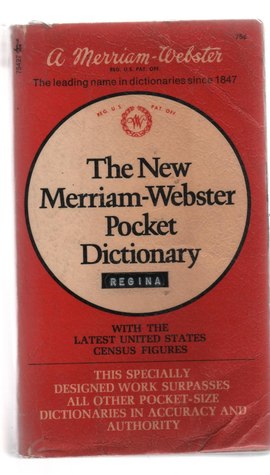 A Merriam-Webster
REG. U.S. PAT. OFF.
75¢
The leading name in dictionaries since 1847
REG. U.S. PAT. OFF.
W
The New
Merriam-Webster
Pocket
Dictionary
REGINA
WITH THE
LATEST UNITED STATES
CENSUS FIGURES
THIS SPECIALLY
DESIGNED WORK SURPASSES
ALL OTHER POCKET-SIZE
DICTIONARIES IN ACCURACY AND
AUTHORITY